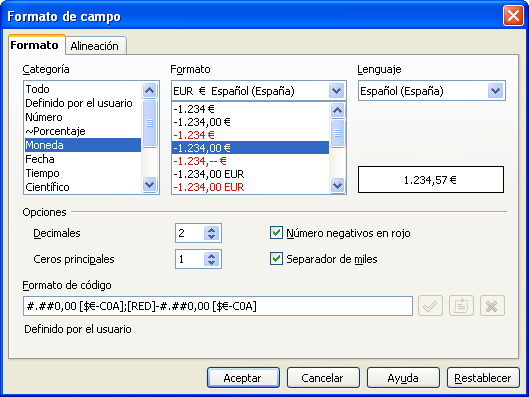 Formato de campo
Formato
Alineación
Categoría
Todo
Definido por el usuario
Número
~Porcentaje
Moneda
Fecha
Tiempo
Científico
Formato
EUR € Español (España)
-1.234 €
-1.234,00 €
-1.234 €
-1.234,00 €
-1.234,-- €
-1.234,00 EUR
-1.234,00 EUR
Lenguaje
Español (España)
1.234,57 €
Opciones
Decimales
2
Número negativos en rojo
Ceros principales
1
Separador de miles
Formato de código
#.##0,00 [$€-C0A];[RED]-#.##0,00 [$€-C0A]
Definido por el usuario
Aceptar
Cancelar
Ayuda
Restablecer